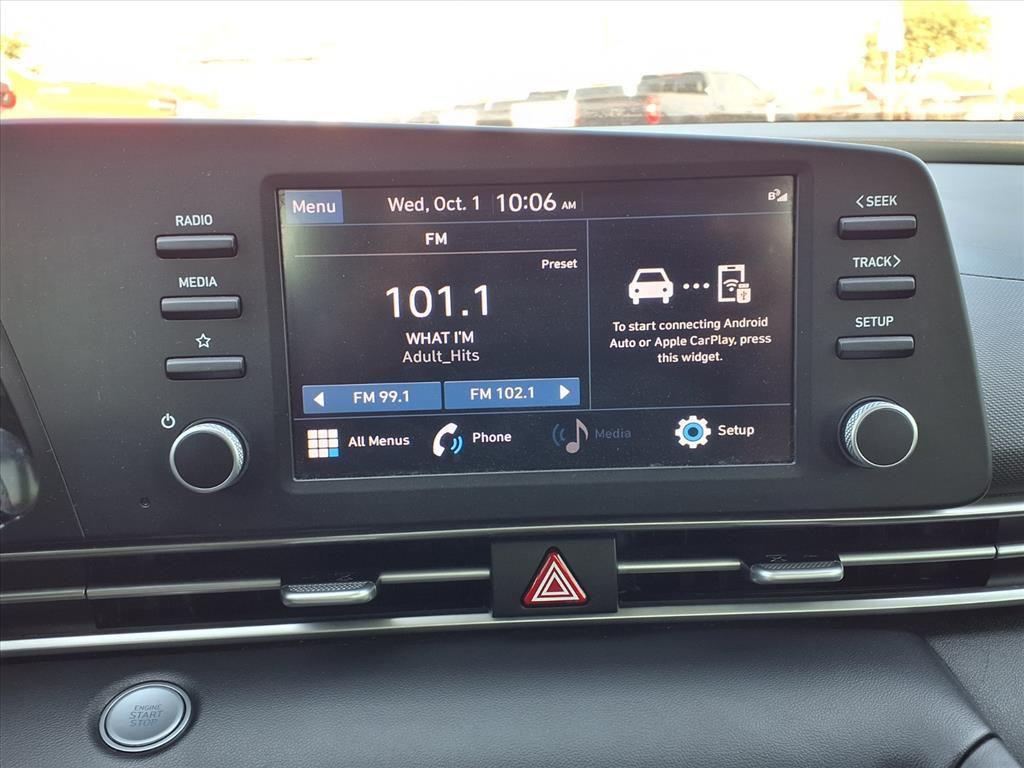 RADIO
MEDIA
Menu
Wed, Oct. 1
10:06 AM
FM
Preset
101.1
WHAT I'M
Adult_Hits
FM 99.1
FM 102.1
To start connecting Android
Auto or Apple CarPlay, press
this widget.
All Menus
Phone
Media
Setup
< SEEK
TRACK >
SETUP
ENGINE
START
STOP